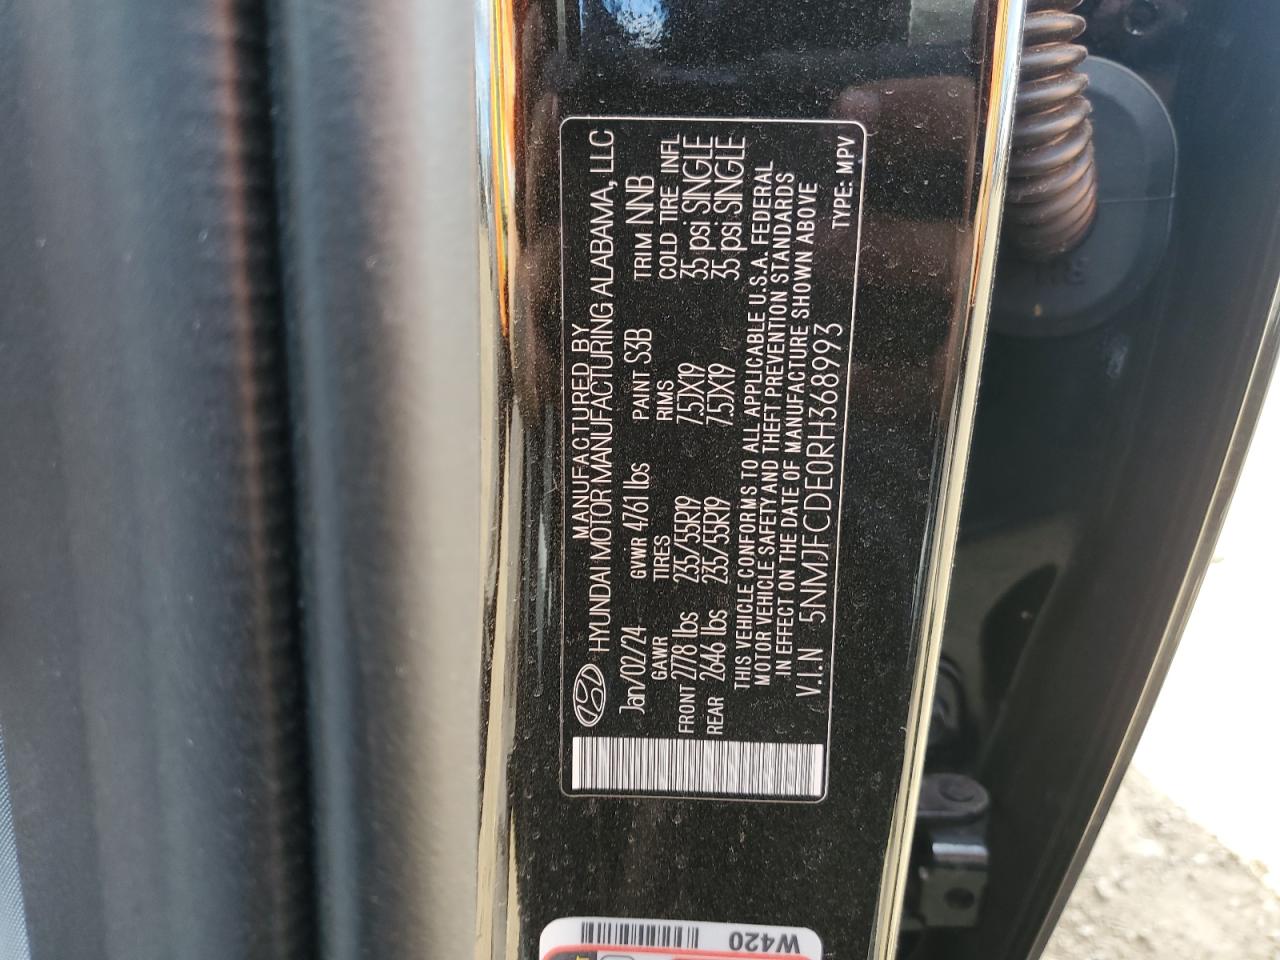 MANUFACTURED BY
HYUNDAI MOTOR MANUFACTURING ALABAMA, LLC
Jan/02/24 GVWR 4761 lbs PAINT S3B TRIM NNB
GAWR TIRES RIMS COLD TIRE INFL
FRONT 2778 lbs 235/55R19 7.5JX19 35 psi SINGLE
REAR 2646 lbs 235/55R19 7.5JX19 35 psi SINGLE
THIS VEHICLE CONFORMS TO ALL APPLICABLE U.S.A. FEDERAL
MOTOR VEHICLE SAFETY AND THEFT PREVENTION STANDARDS
IN EFFECT ON THE DATE OF MANUFACTURE SHOWN ABOVE
V.I.N 5NMJFCDE0RH368993 TYPE: MPV
W420